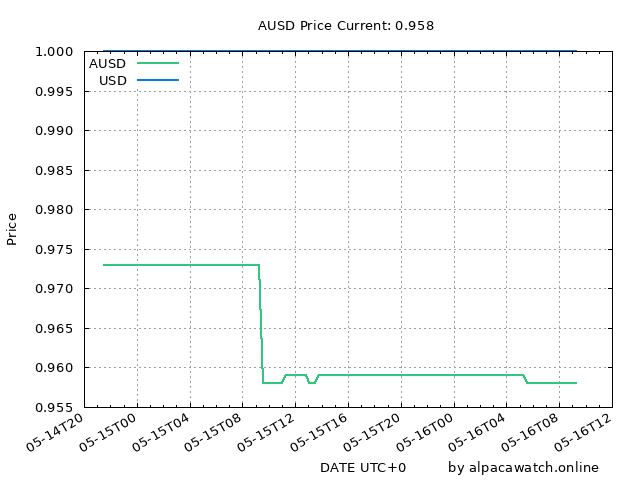 AUSD Price Current: 0.958
1.000
AUSD
USD
0.995
0.990
0.985
0.980
0.975
0.970
0.965
0.960
0.955
Price
05-14T20
05-15T00
05-15T04
05-15T08
05-15T12
05-15T16
05-15T20
05-16T00
05-16T04
05-16T08
05-16T12
DATE UTC+0
by alpacawatch.online